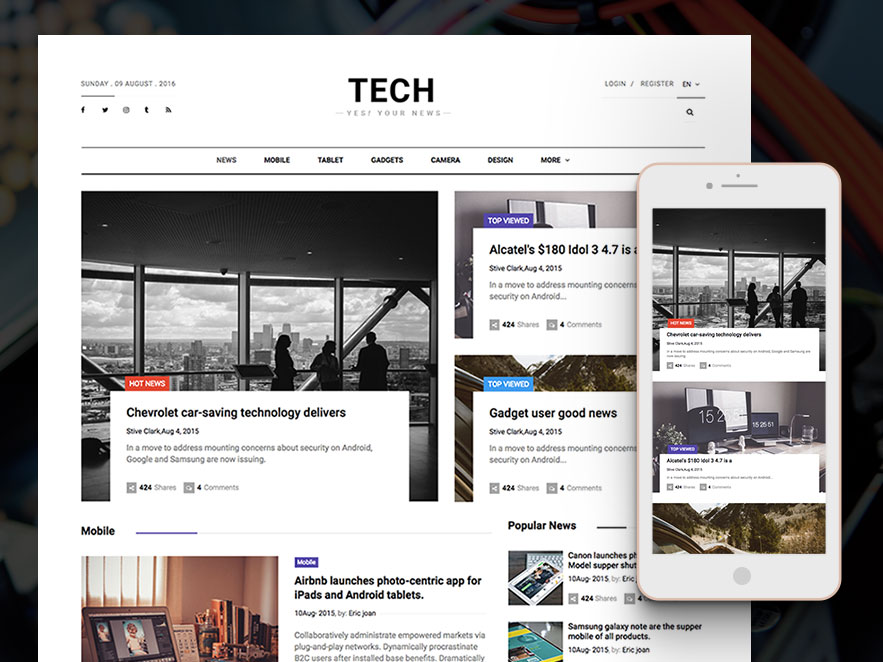 SUNDAY , 09 AUGUST , 2016
TECH
YES! YOUR NEWS
LOGIN / REGISTER EN
NEWS MOBILE TABLET GADGETS CAMERA DESIGN MORE
HOT NEWS
Chevrolet car-saving technology delivers
Stive Clark,Aug 4, 2015
In a move to address mounting concerns about security on Android,
Google and Samsung are now issuing.
424 Shares 4 Comments
TOP VIEWED
Alcatel's $180 Idol 3 4.7 is a
Stive Clark,Aug 4, 2015
In a move to address mounting concerns
security on Android...
424 Shares 4 Comments
TOP VIEWED
Gadget user good news
Stive Clark,Aug 4, 2015
In a move to address mounting concerns
security on Android...
424 Shares 4 Comments
Mobile
Mobile
Airbnb launches photo-centric app for
iPads and Android tablets.
10Aug- 2015, by: Eric joan
Collaboratively administrate empowered markets via
plug-and-play networks. Dynamically procrastinate
B2C users after installed base benefits. Dramatically
Popular News
Canon launches
Model supper
10Aug- 2015, by: Eric
424 Shares 4
Samsung galaxy note are the supper
mobile of all products.
10Aug- 2015, by: Eric Joan
HOT NEWS
Chevrolet car-saving technology delivers
Stive Clark,Aug 4, 2015
In a move to address mounting concerns about security on Android, Google and Samsung are
now issuing.
424 Shares 4 Comments
15 2
15 25 51
TOP VIEWED
Alcatel's $180 Idol 3 4.7 is a
Stive Clark,Aug 4, 2015
In a move to address mounting concerns security on Android...
424 Shares 4 Comments